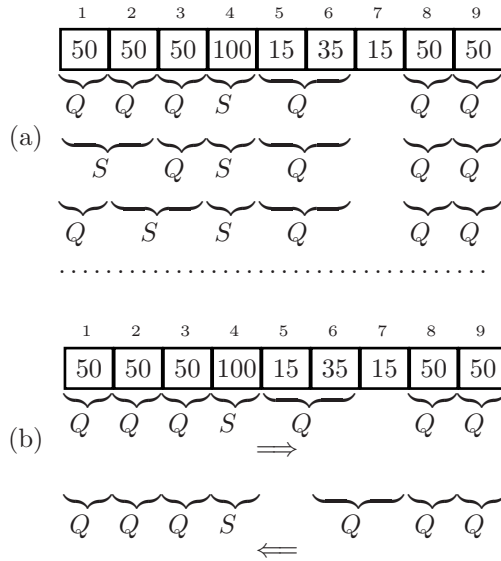 1 2 3 4 5 6 7 8 9
50 50 50 100 15 35 15 50 50
Q Q Q S Q Q Q
(a)
S Q S Q Q Q
Q S S Q Q Q
1 2 3 4 5 6 7 8 9
50 50 50 100 15 35 15 50 50
Q Q Q S Q Q Q
(b)
⟹
Q Q Q S Q Q Q
⟸